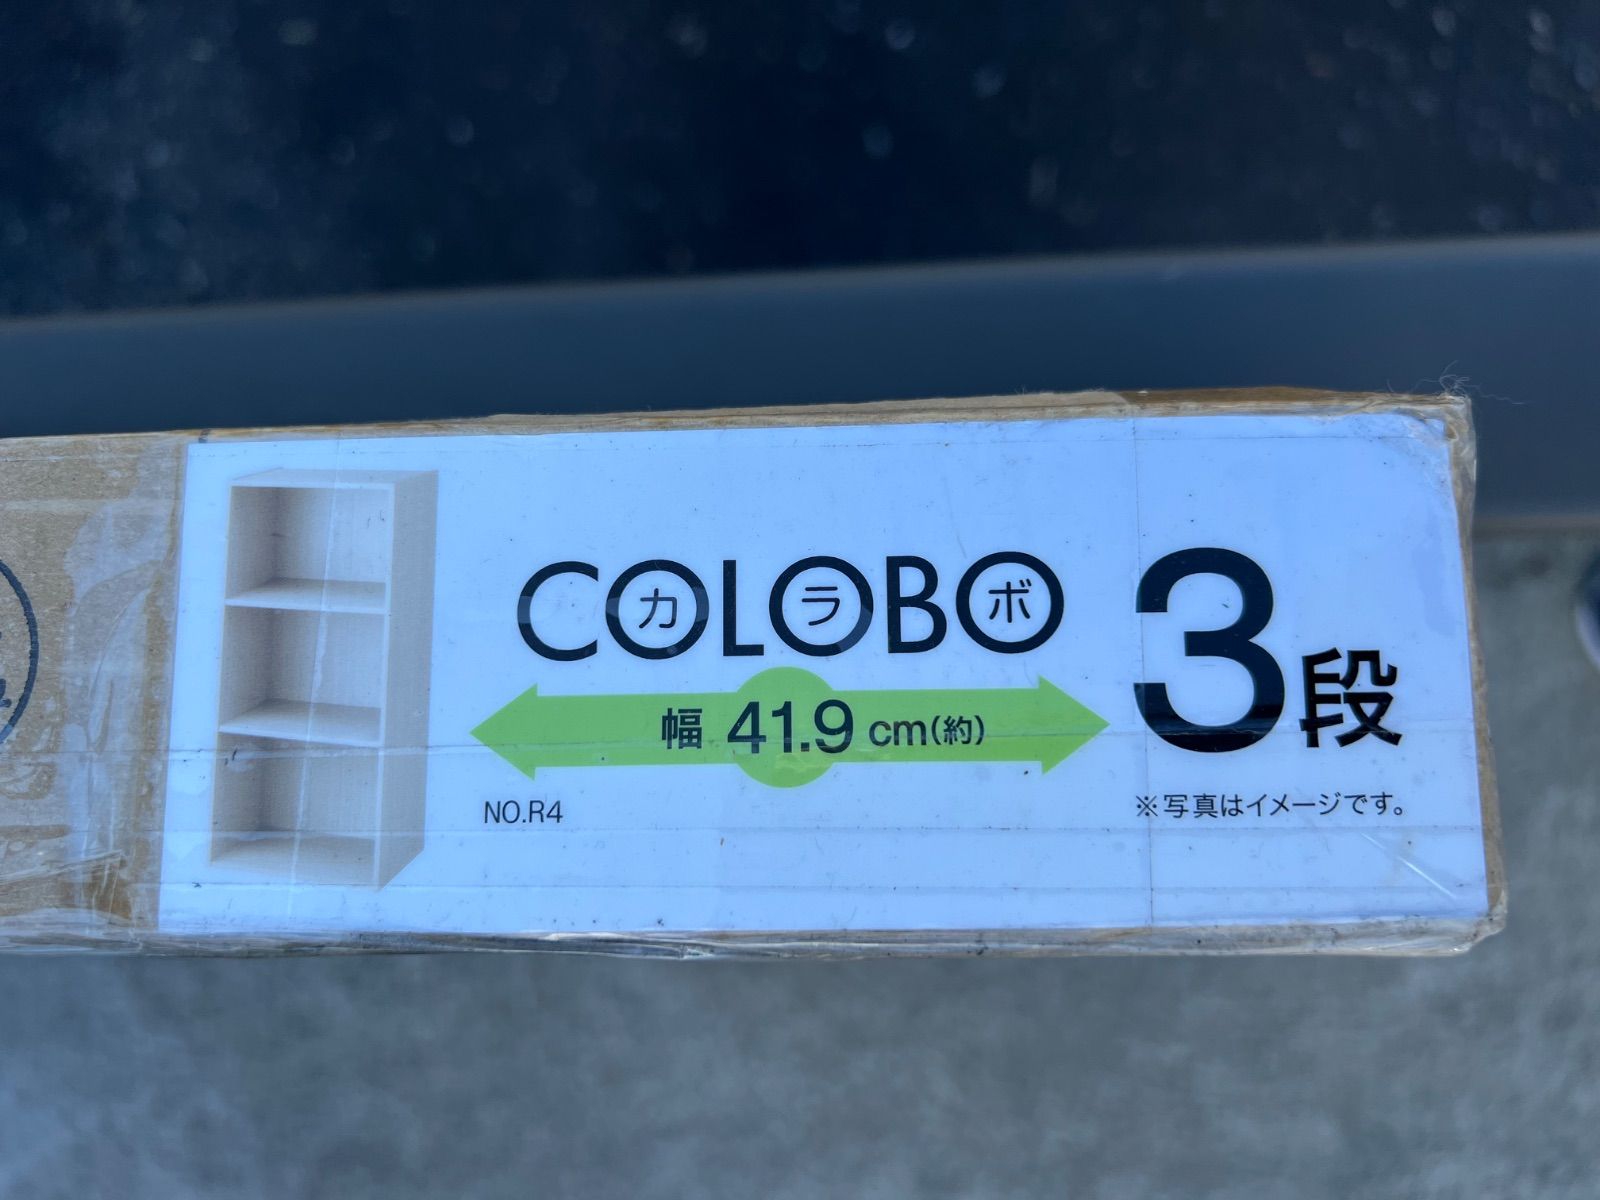 COLOBO
カラボ
3段
幅 41.9 cm(約)
NO.R4
※写真はイメージです。